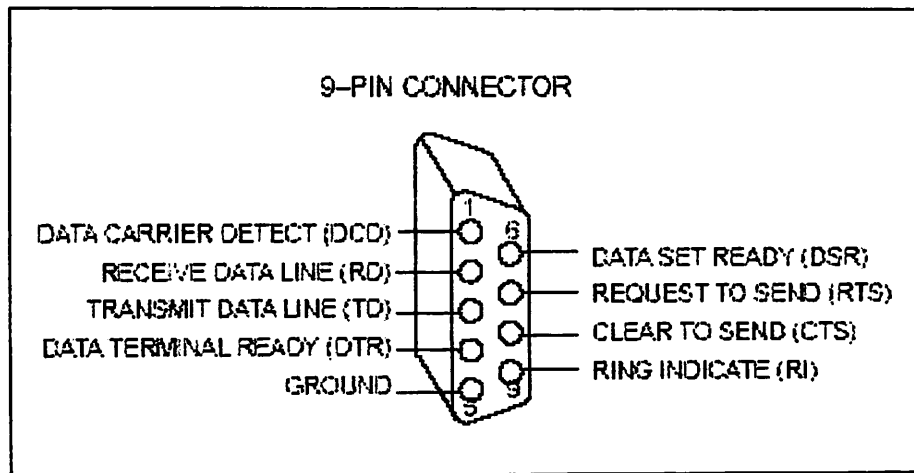 9–PIN CONNECTOR
1
DATA CARRIER DETECT (DCD)
RECEIVE DATA LINE (RD)
TRANSMIT DATA LINE (TD)
DATA TERMINAL READY (DTR)
GROUND
5
6
DATA SET READY (DSR)
REQUEST TO SEND (RTS)
CLEAR TO SEND (CTS)
RING INDICATE (RI)
9